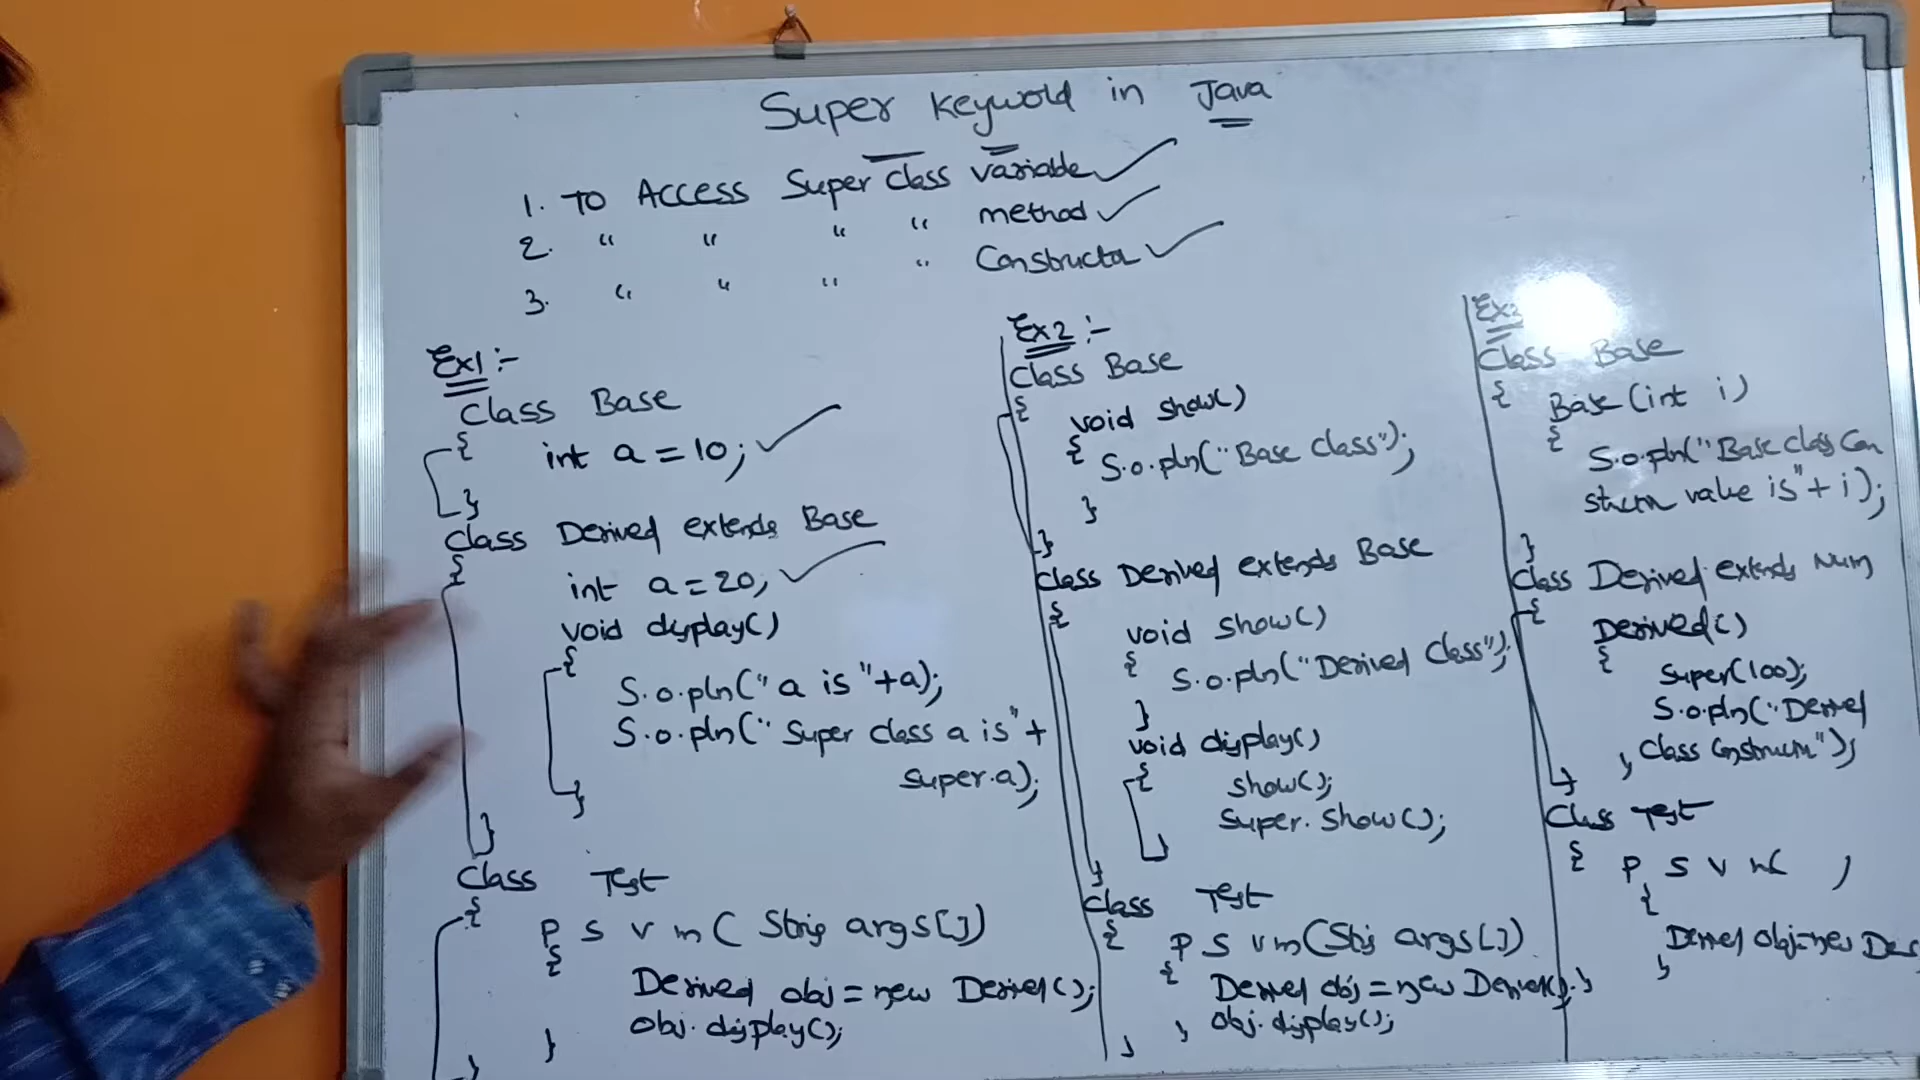 Super keyword in Java
1. To Access Super class variable
2. " " " " method
3. " " " " Constructor
Ex1:-
class Base
{
int a = 10;
}
class Derived extends Base
{
int a = 20;
void display()
{
S.o.pln("a is"+a);
S.o.pln("Super class a is"+
super.a);
}
}
class Test
{
P S V m( String args[])
{
Derived obj = new Derived();
obj.display();
}
}
Ex2:-
class Base
{
void show()
{
S.o.pln("Base class");
}
}
class Derived extends Base
{
void show()
{
S.o.pln("Derived class");
}
void display()
{
show();
super.show();
}
}
class Test
{
P S V m(String args[])
{
Derived obj = new Derived();
obj.display();
}
}
Ex3
class Base
{
Base(int i)
{
S.o.pln("Base class Con
value is"+i);
}
class Derived extends Num
{
Derived()
{
super(100);
S.o.pln("Derived
class ");
}
}
class Test
{
P S V m( )
{
Derived obj=new
}